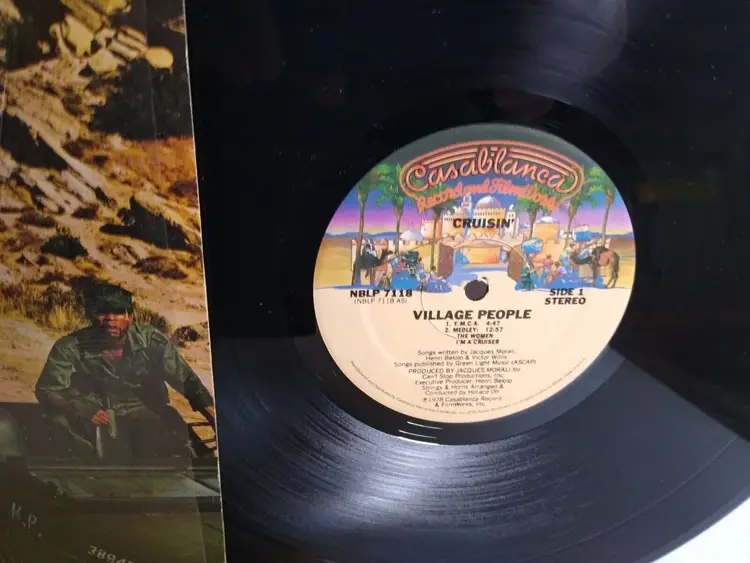 Casablanca
Record and FilmWorks
"CRUISIN'"
NBLP 7118
(NBLP 7118 AS)
SIDE 1
STEREO
VILLAGE PEOPLE
1. Y.M.C.A. 4:47
2. MEDLEY: 12:57
THE WOMEN
I'M A CRUISER
Songs written by Jacques Morali,
Henri Belolo & Victor Willis
Songs published by Green Light Music (ASCAP)
PRODUCED BY JACQUES MORALI for
Can't Stop Productions, Inc.
Executive Producer: Henri Belolo
Strings & Horns Arranged &
Conducted by Horace Ott
℗ 1978 Casablanca Record
& FilmWorks, Inc.
M.P.